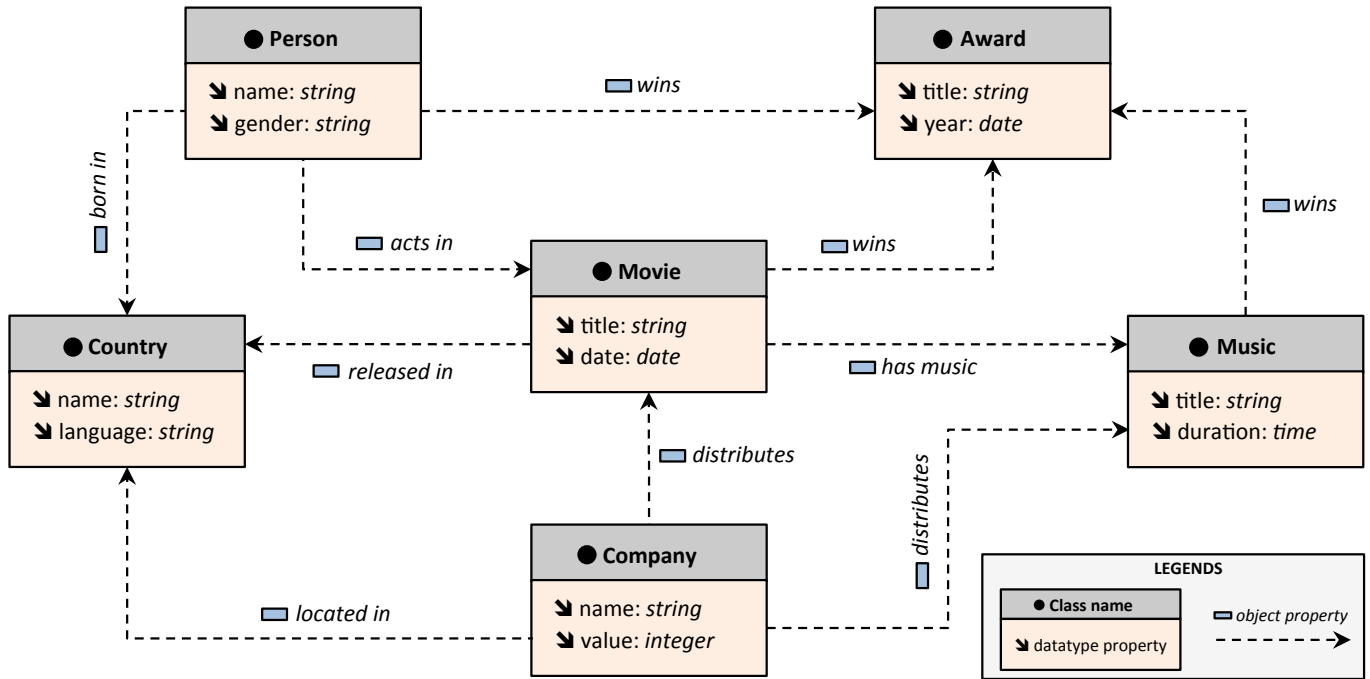 Person
name: string
gender: string
Award
title: string
year: date
wins
born in
acts in
wins
wins
Movie
title: string
date: date
Country
name: string
language: string
released in
has music
Music
title: string
duration: time
distributes
distributes
Company
name: string
value: integer
located in
LEGENDS
Class name
datatype property
object property